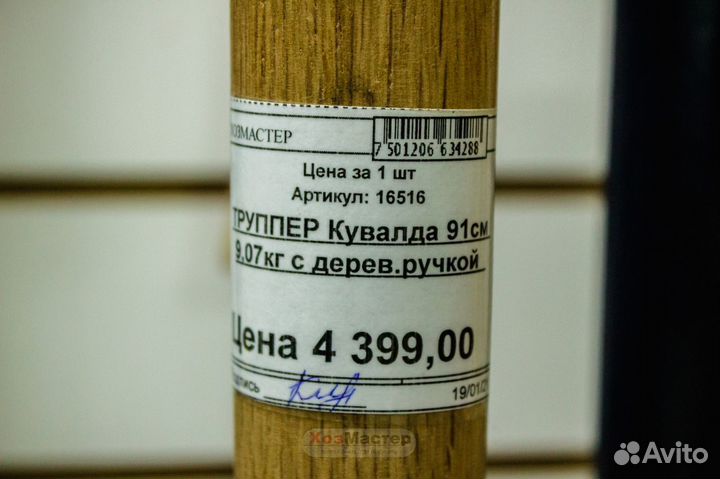 ХОЗМАСТЕР
7 501206 634288
Цена за 1 шт
Артикул: 16516
ТРУППЕР Кувалда 91см
9,07кг с дерев.ручкой
Цена 4 399,00
19/01/2
ХозМастер
Avito